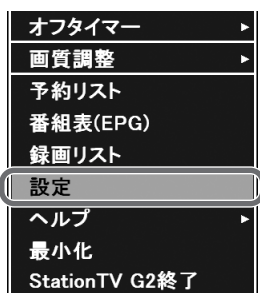 オフタイマー
画質調整
予約リスト
番組表(EPG)
録画リスト
設定
ヘルプ
最小化
StationTV G2終了